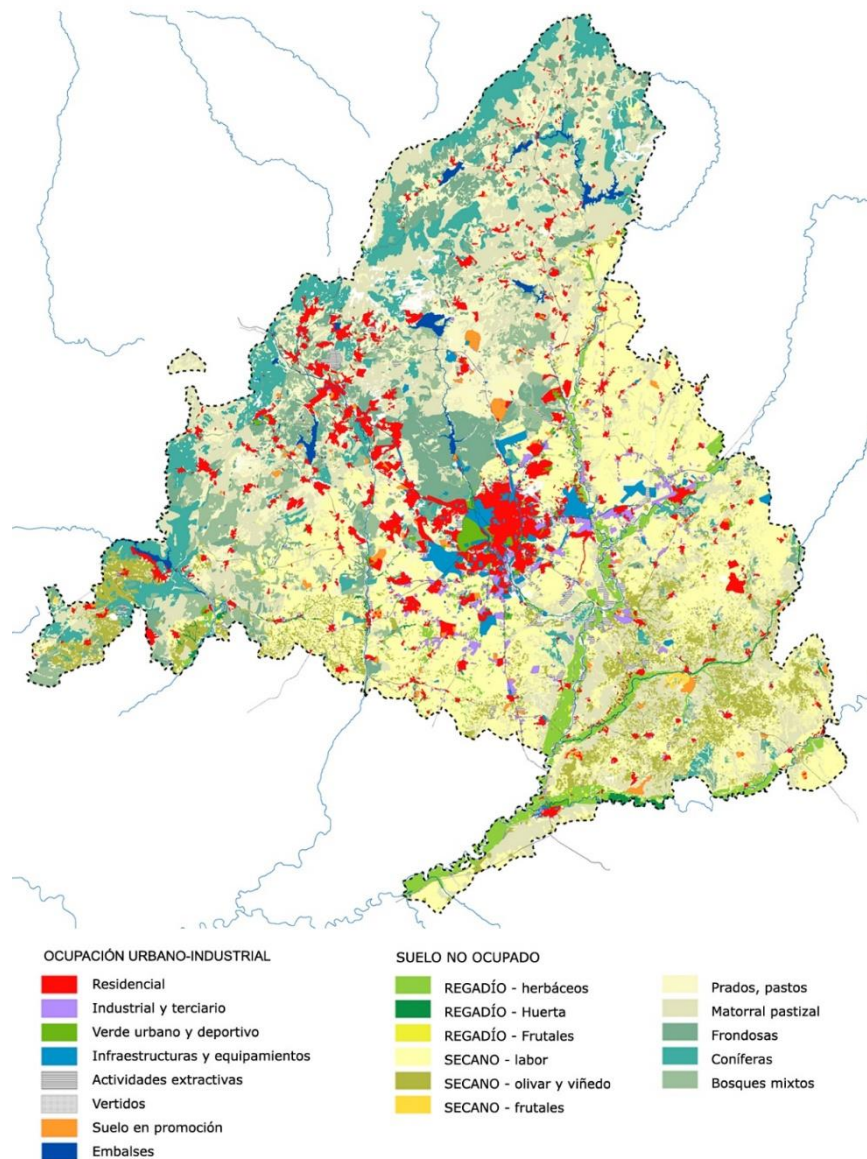 OCUPACIÓN URBANO-INDUSTRIAL
Residencial
Industrial y terciario
Verde urbano y deportivo
Infraestructuras y equipamientos
Actividades extractivas
Vertidos
Suelo en promoción
Embalses
SUELO NO OCUPADO
REGADÍO - herbáceos
REGADÍO - Huerta
REGADÍO - Frutales
SECANO - labor
SECANO - olivar y viñedo
SECANO - frutales
Prados, pastos
Matorral pastizal
Frondosas
Coníferas
Bosques mixtos